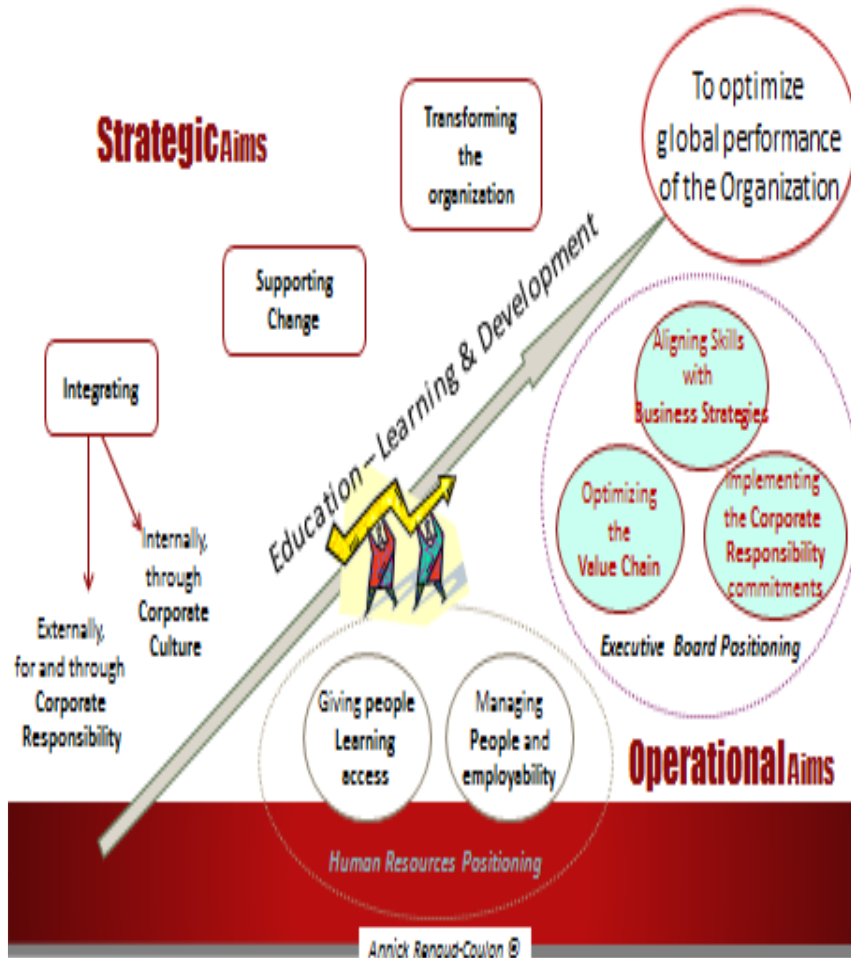 Strategic Aims
Transforming
the
organization
To optimize
global performance
of the Organization
Supporting
Change
Integrating
Internally,
through
Corporate
Culture
Externally,
for and through
Corporate
Responsibility
Education – Learning & Development
Aligning Skills
with
Business Strategies
Optimizing
the
Value Chain
Implementing
the Corporate
Responsibility
commitments
Executive Board Positioning
Giving people
Learning
access
Managing
People and
employability
Operational Aims
Human Resources Positioning
Annick Renaud-Coulon ®